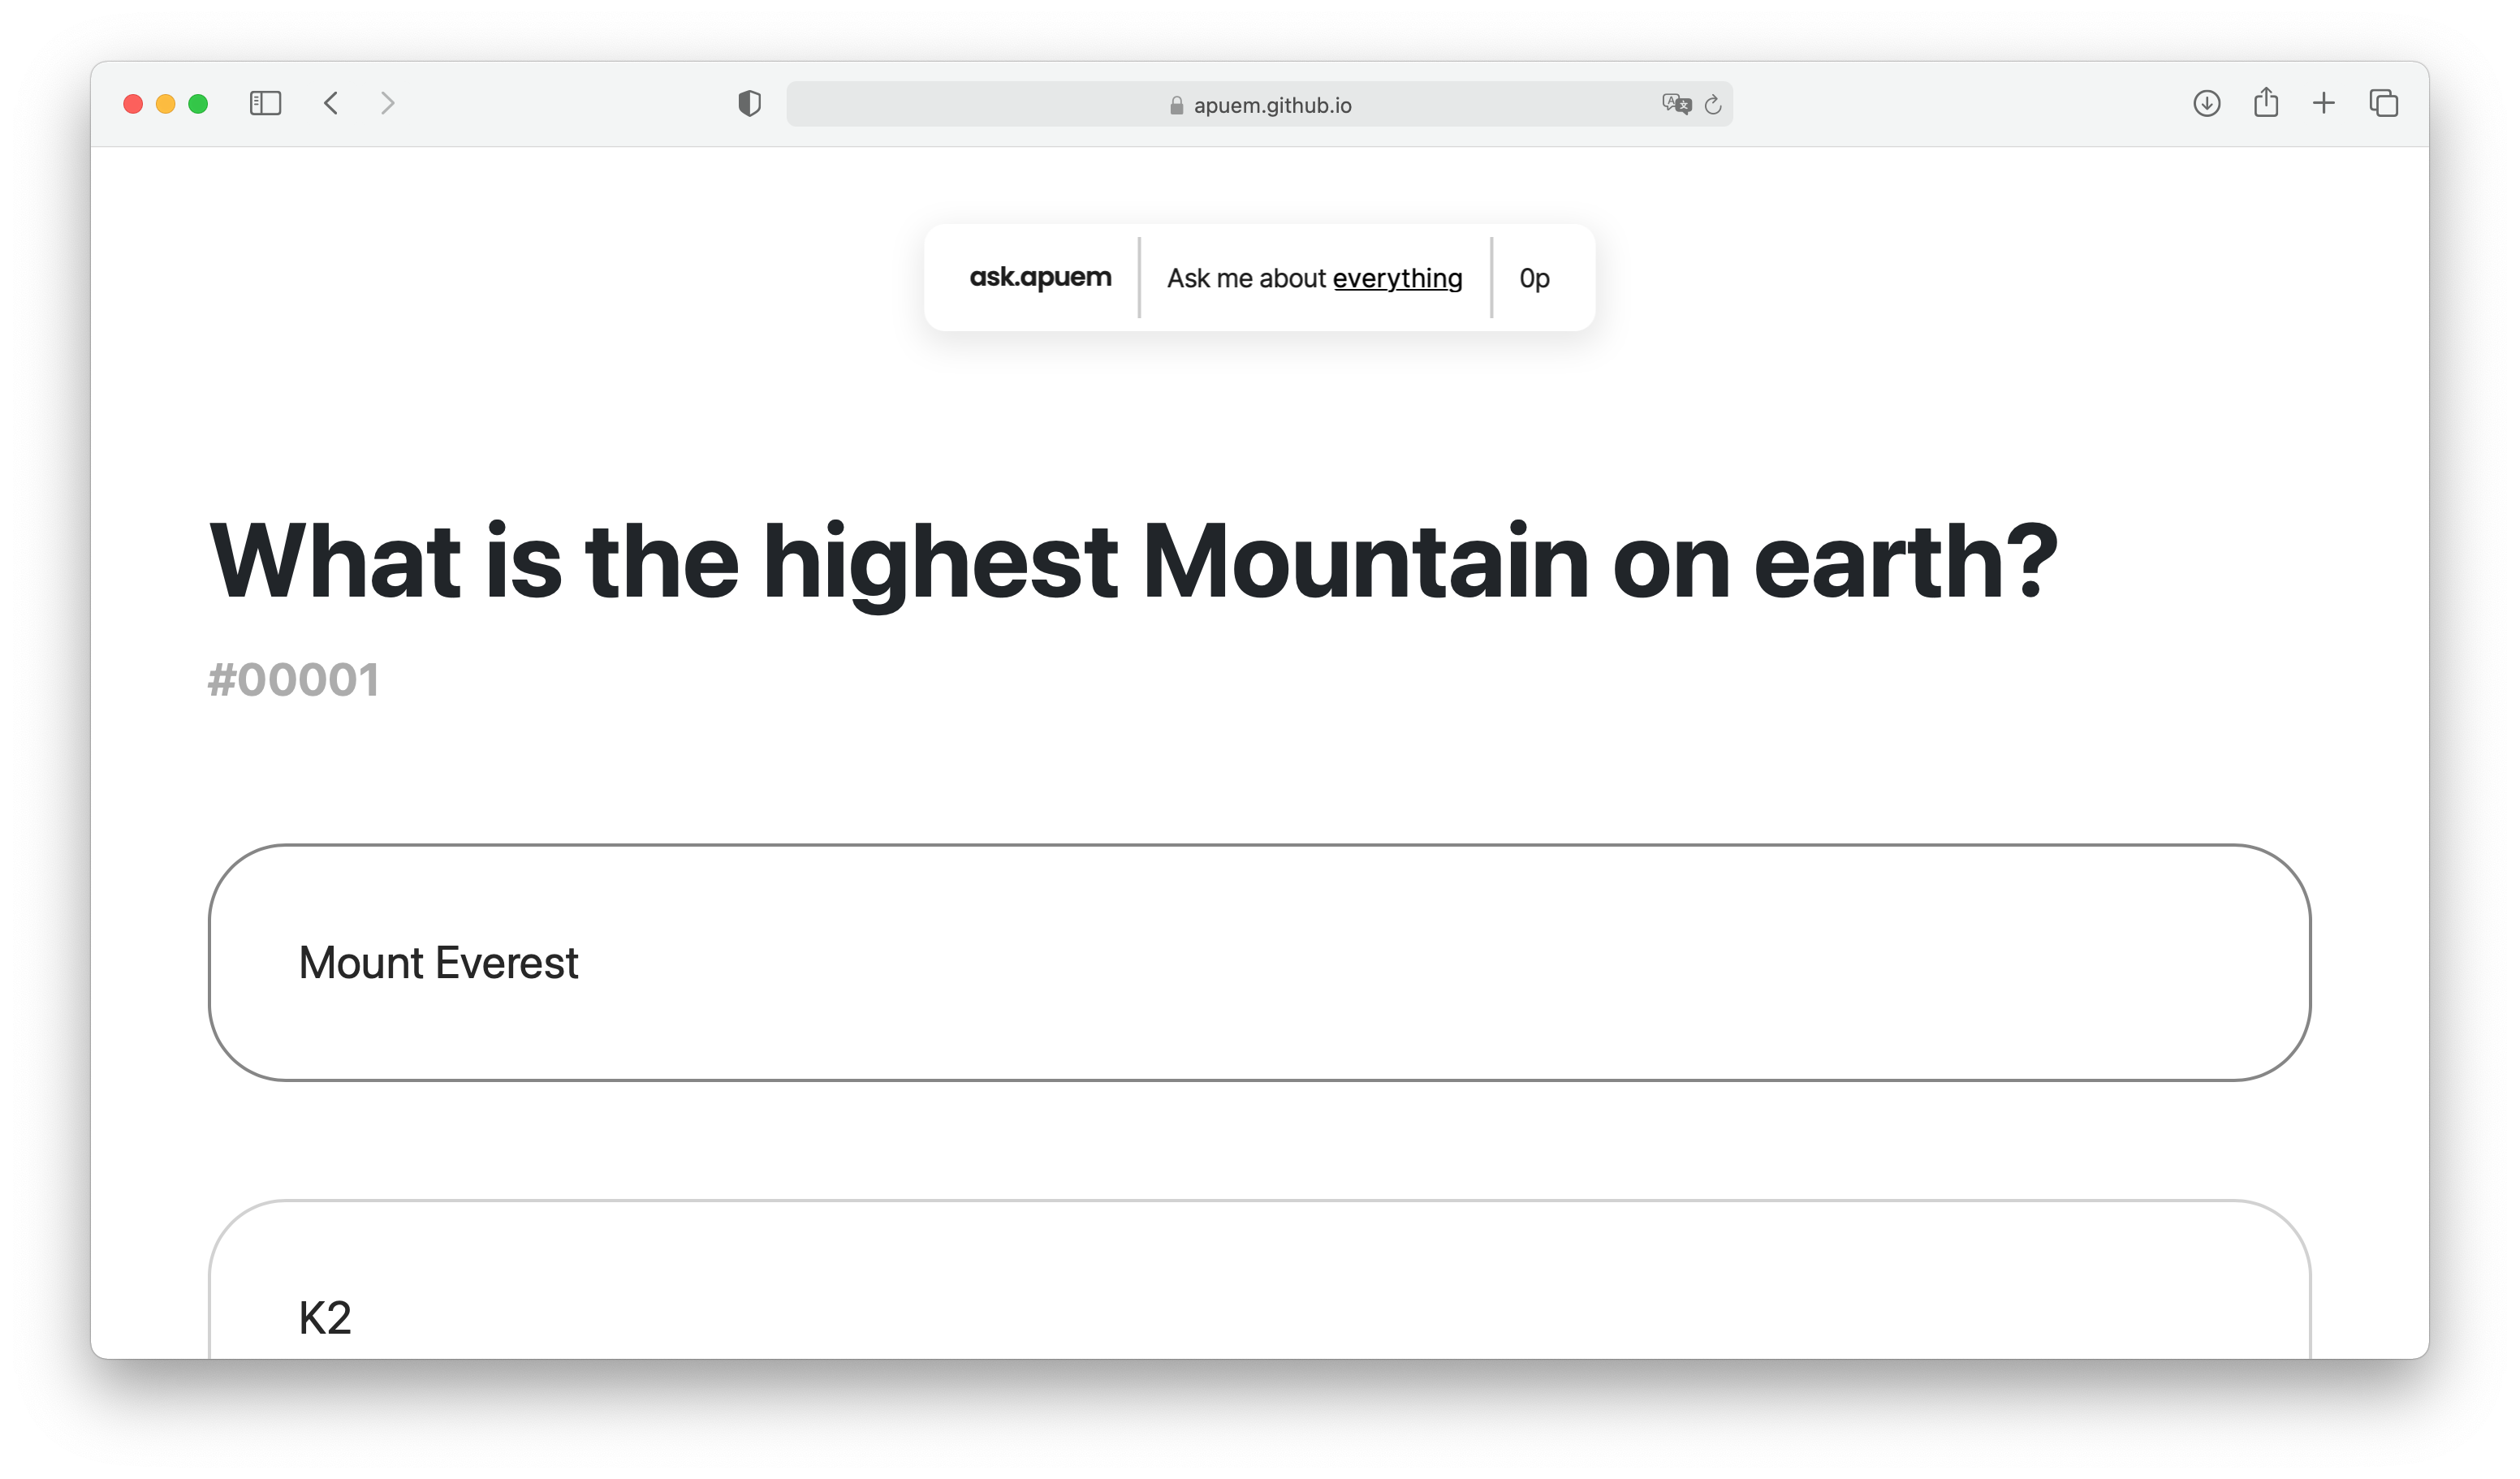 apuem.github.io
ask.apuem
Ask me about everything
0p
What is the highest Mountain on earth?
#00001
Mount Everest
K2